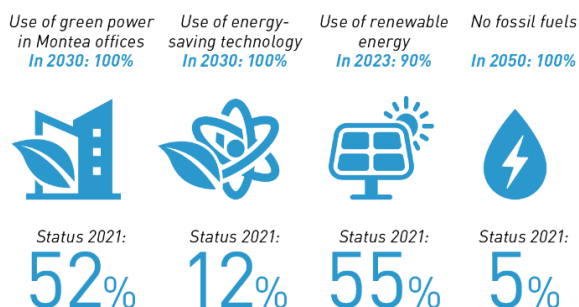 Use of green power
in Montea offices
In 2030: 100%
Use of energy-
saving technology
In 2030: 100%
Use of renewable
energy
In 2023: 90%
No fossil fuels
In 2050: 100%
Status 2021:
52%
Status 2021:
12%
Status 2021:
55%
Status 2021:
5%